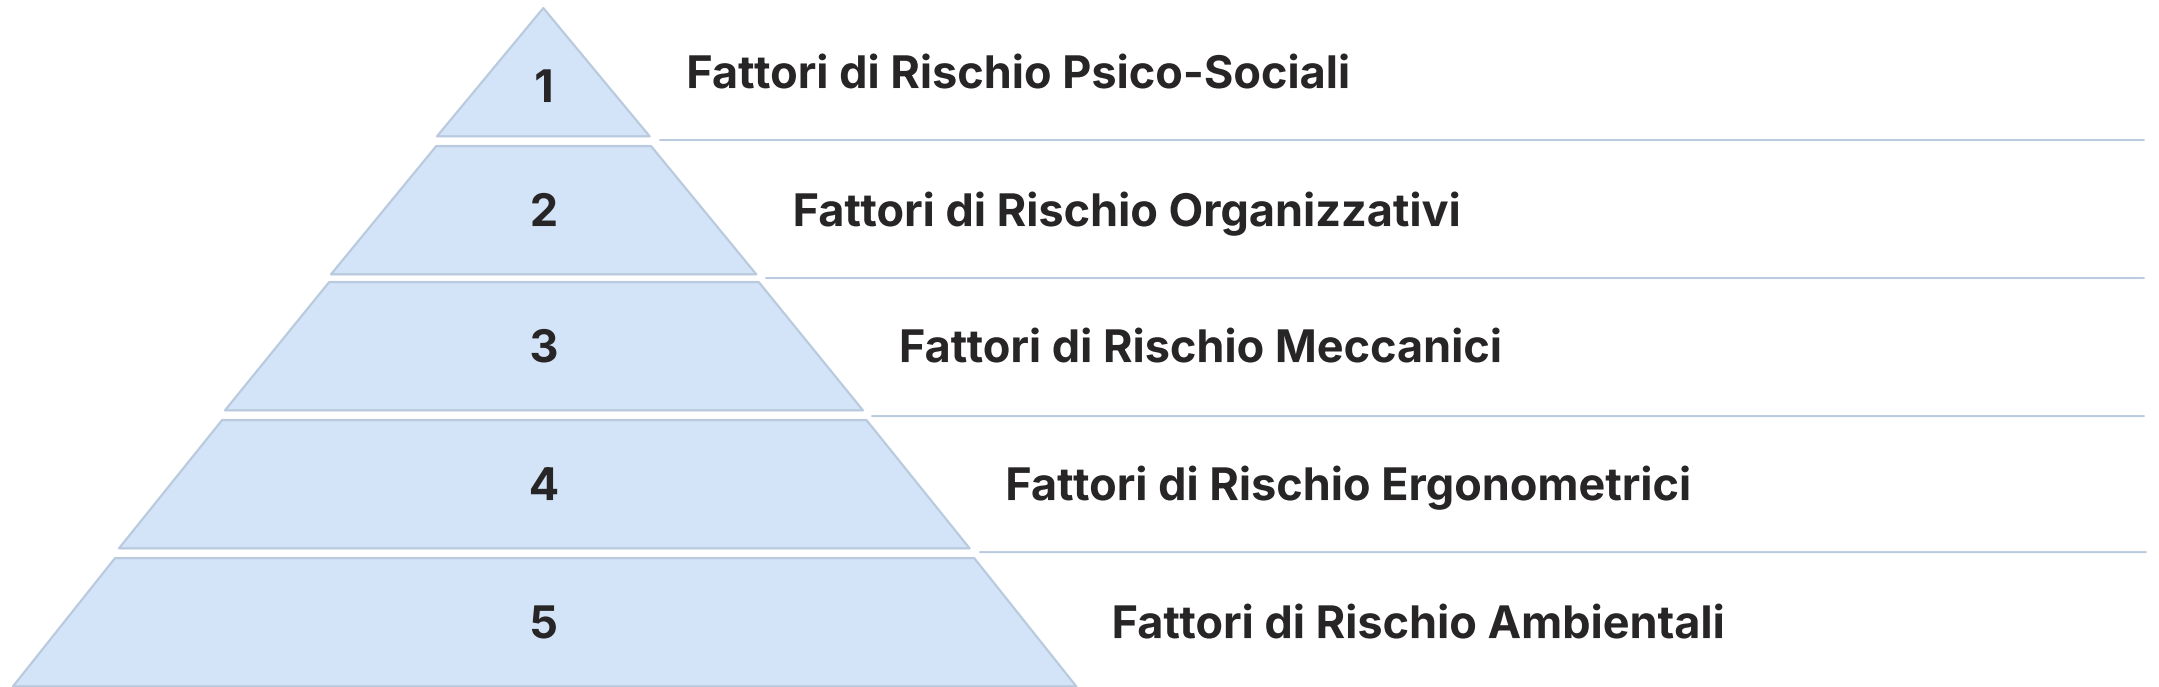 1
Fattori di Rischio Psico-Sociali
2
Fattori di Rischio Organizzativi
3
Fattori di Rischio Meccanici
4
Fattori di Rischio Ergonometrici
5
Fattori di Rischio Ambientali